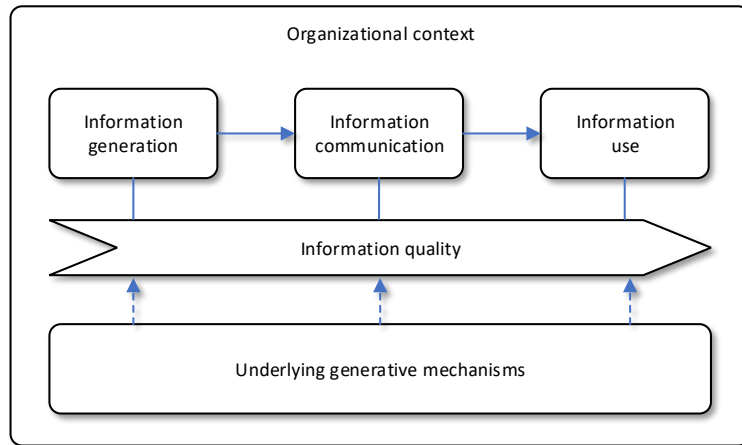 Organizational context
Information
generation
Information
communication
Information
use
Information quality
Underlying generative mechanisms